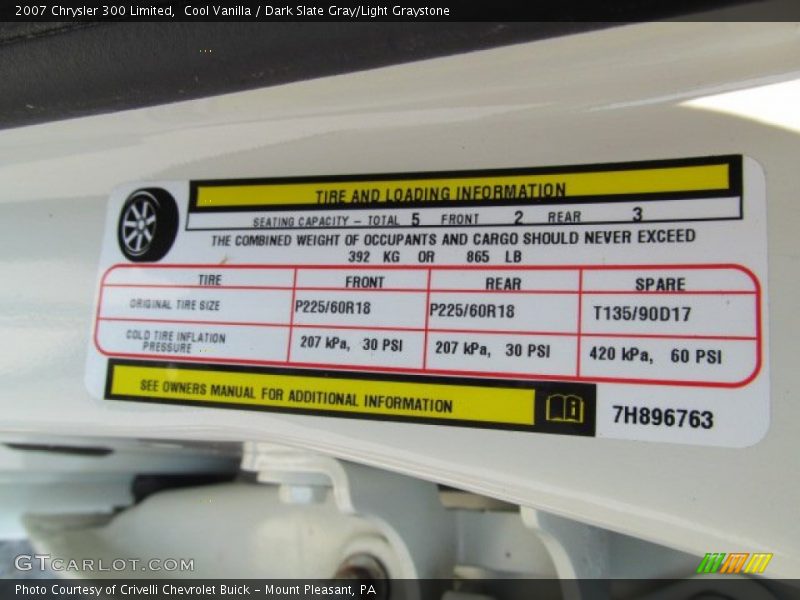 2007 Chrysler 300 Limited,  Cool Vanilla / Dark Slate Gray/Light Graystone
TIRE AND LOADING INFORMATION
SEATING CAPACITY – TOTAL 5 FRONT 2 REAR 3
THE COMBINED WEIGHT OF OCCUPANTS AND CARGO SHOULD NEVER EXCEED
392 KG OR 865 LB
TIRE FRONT REAR SPARE
ORIGINAL TIRE SIZE P225/60R18 P225/60R18 T135/90D17
COLD TIRE INFLATION PRESSURE 207 kPa, 30 PSI 207 kPa, 30 PSI 420 kPa, 60 PSI
SEE OWNERS MANUAL FOR ADDITIONAL INFORMATION
7H896763
GTCARLOT.COM
Photo Courtesy of Crivelli Chevrolet Buick – Mount Pleasant, PA